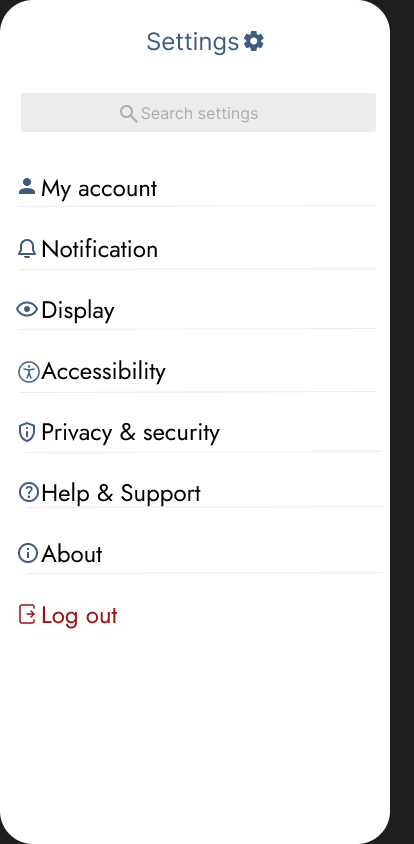 Settings
Search settings
My account
Notification
Display
Accessibility
Privacy & security
Help & Support
About
Log out